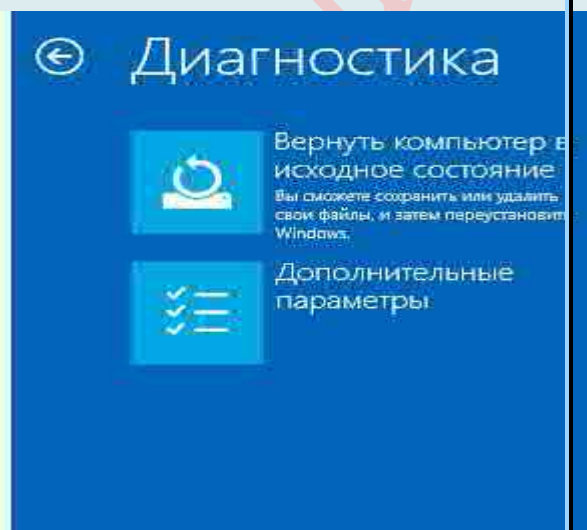 Диагностика
Вернуть компьютер в
исходное состояние
Вы сможете сохранить или удалить
свои файлы, и затем переустановить
Windows.
Дополнительные
параметры